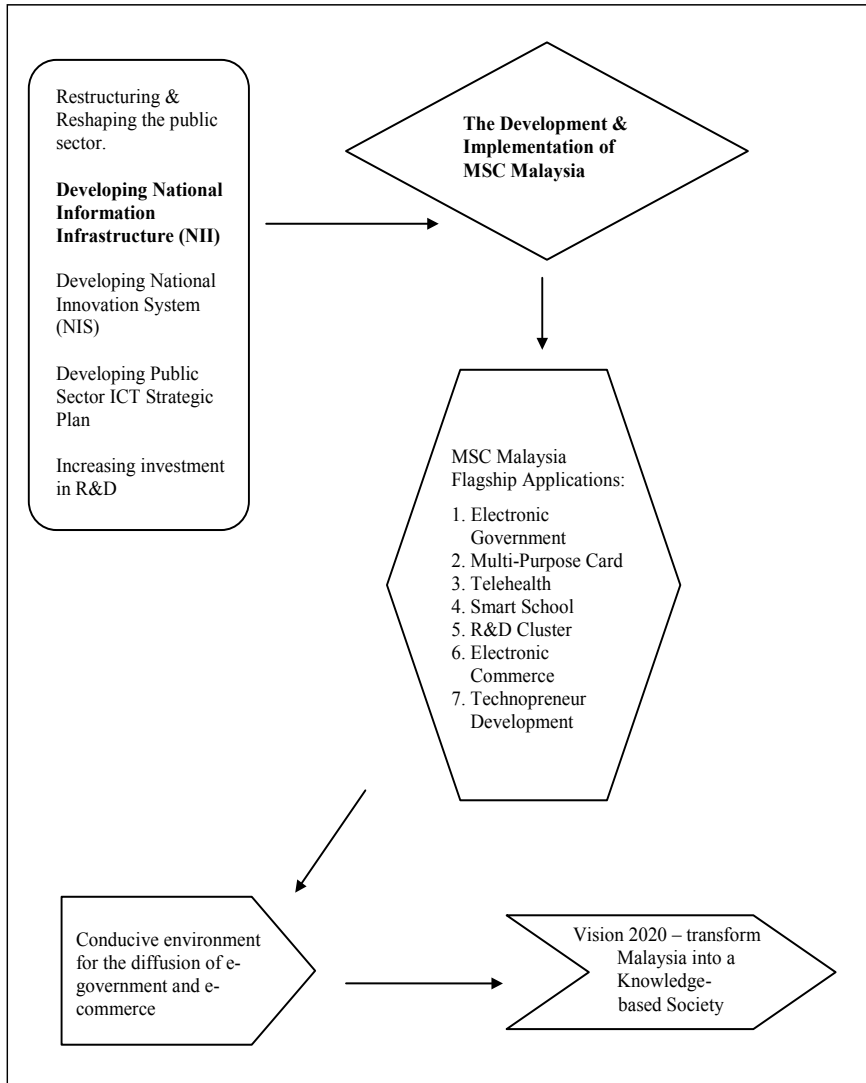 Restructuring &
Reshaping the public
sector.
Developing National
Information
Infrastructure (NII)
Developing National
Innovation System
(NIS)
Developing Public
Sector ICT Strategic
Plan
Increasing investment
in R&D
The Development &
Implementation of
MSC Malaysia
MSC Malaysia
Flagship Applications:
1. Electronic
Government
2. Multi-Purpose Card
3. Telehealth
4. Smart School
5. R&D Cluster
6. Electronic
Commerce
7. Technopreneur
Development
Conducive environment
for the diffusion of e-
government and e-
commerce
Vision 2020 – transform
Malaysia into a
Knowledge-
based Society